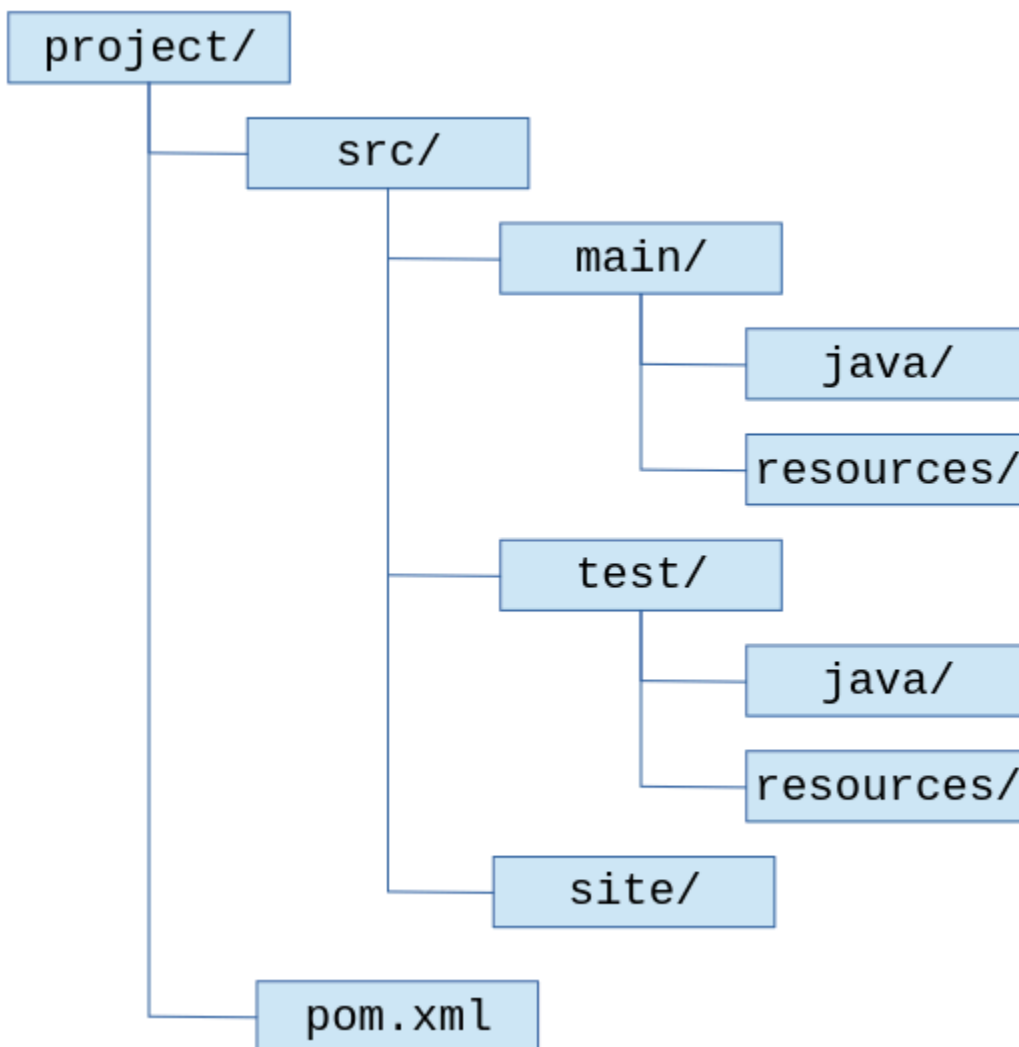 project/
src/
main/
java/
resources/
test/
java/
resources/
site/
pom.xml